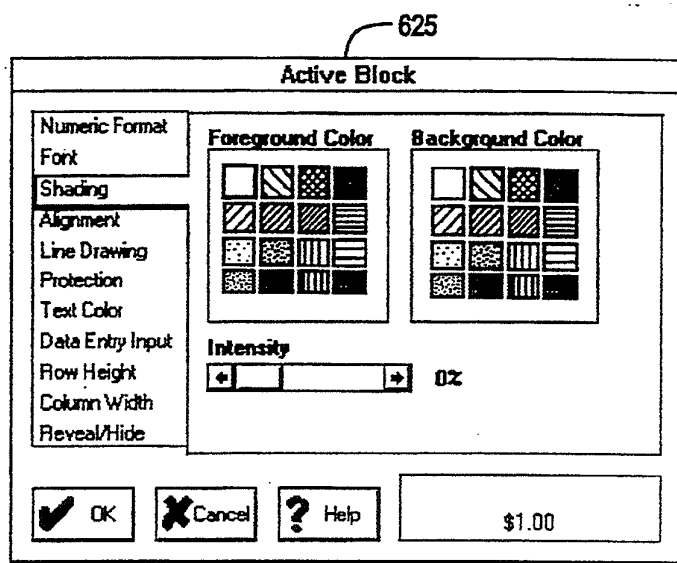 625
Active Block
Numeric Format
Font
Shading
Alignment
Line Drawing
Protection
Text Color
Data Entry Input
Row Height
Column Width
Reveal/Hide
Foreground Color
Background Color
Intensity
0%
OK
Cancel
? Help
$1.00